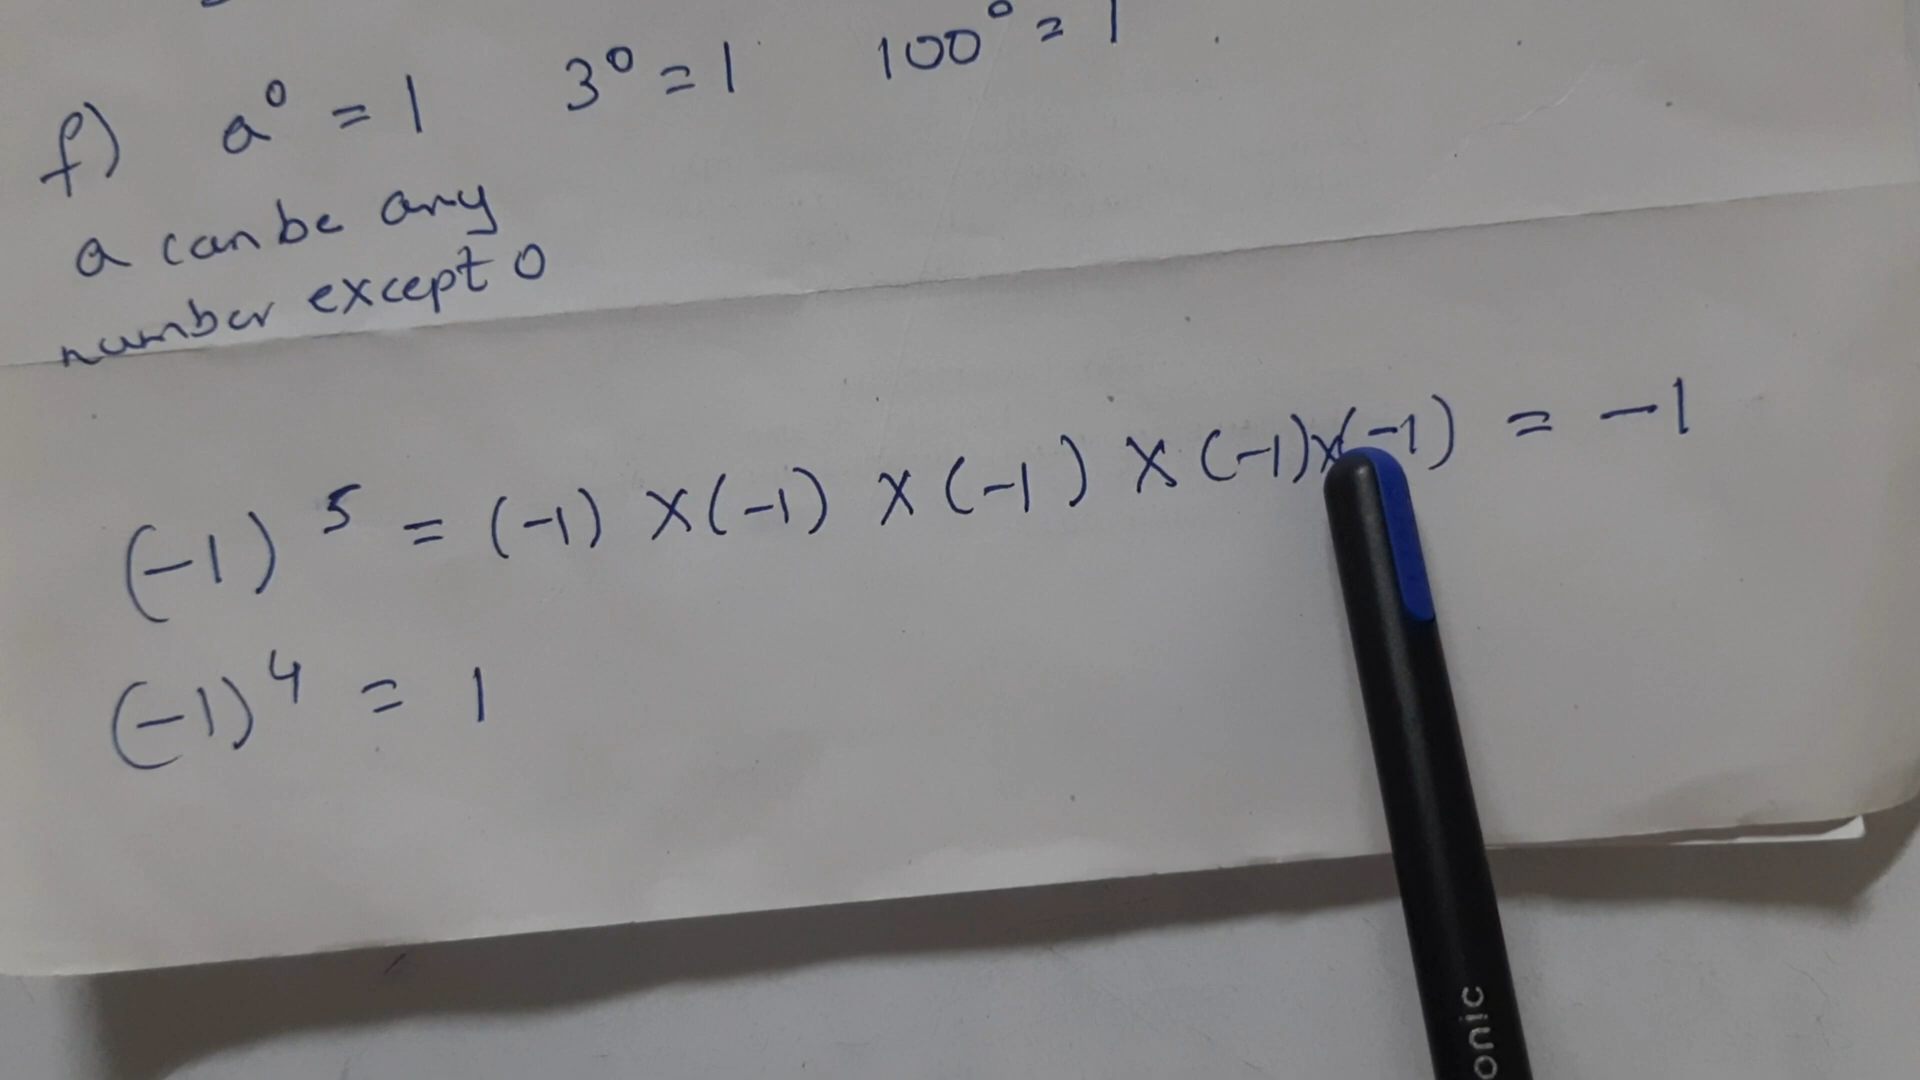 f) a⁰ = 1 3⁰ = 1 100⁰ = 1
a can be any
number except 0
(-1)⁵ = (-1) × (-1) × (-1) × (-1) × (-1) = -1
(-1)⁴ = 1
onic